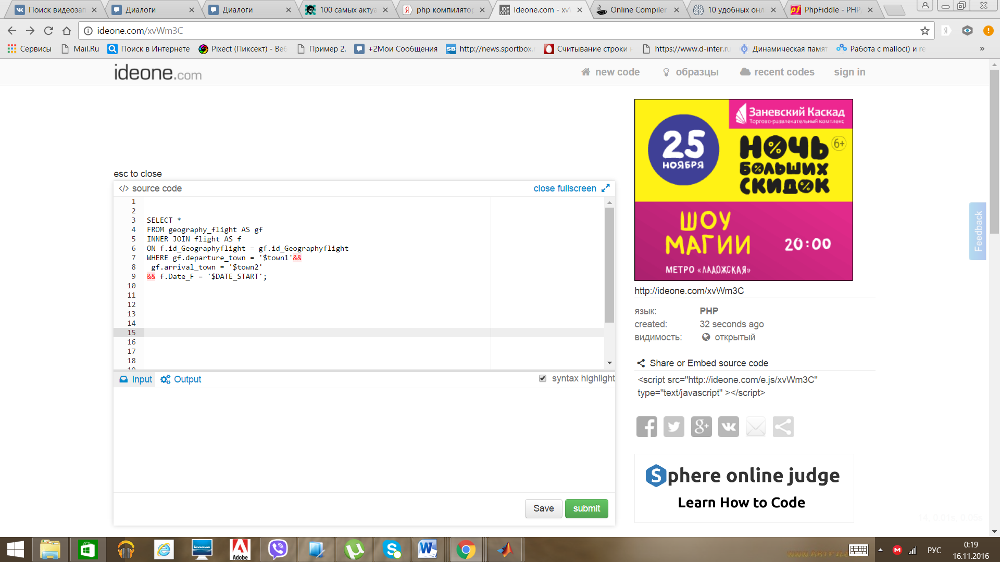 Поиск видеозап
Диалоги
Диалоги
100 самых актуа
php компилятор
Ideone.com - xvW
Online Compiler
10 удобных онл
PhpFiddle - PHP
ideone.com/xvWm3C
Сервисы
Mail.Ru
Поиск в Интернете
Pixect (Пиксект) - Веб
Пример 2.
+2Мои Сообщения
http://news.sportbox.r
Считывание строки
https://www.d-inter.ru
Динамическая памят
Работа с malloc() и re
»
ideone.com
new code
образцы
recent codes
sign in
esc to close
</> source code
close fullscreen
1
2
3 SELECT *
4 FROM geography_flight AS gf
5 INNER JOIN flight AS f
6 ON f.id_Geographyflight = gf.id_Geographyflight
7 WHERE gf.departure_town = '$town1'&&
8 gf.arrival_town = '$town2'
9 && f.Date_F = '$DATE_START';
10
11
12
13
14
15
16
17
18
input
Output
syntax highlight
Save
submit
Заневский Каскад
Торгово-развлекательный комплекс
25
НОЯБРЯ
НОЧЬ
6+
БОЛЬШИХ
СКИДОК
ШОУ
МАГИИ
20:00
МЕТРО «ЛАДОЖСКАЯ»
http://ideone.com/xvWm3C
язык: PHP
created: 32 seconds ago
видимость: открытый
Share or Embed source code
<script src="http://ideone.com/e.js/xvWm3C"
type="text/javascript" ></script>
Sphere online judge
Learn How to Code
Feedback
Adobe
lenovo
РУС
0:19
16.11.2016